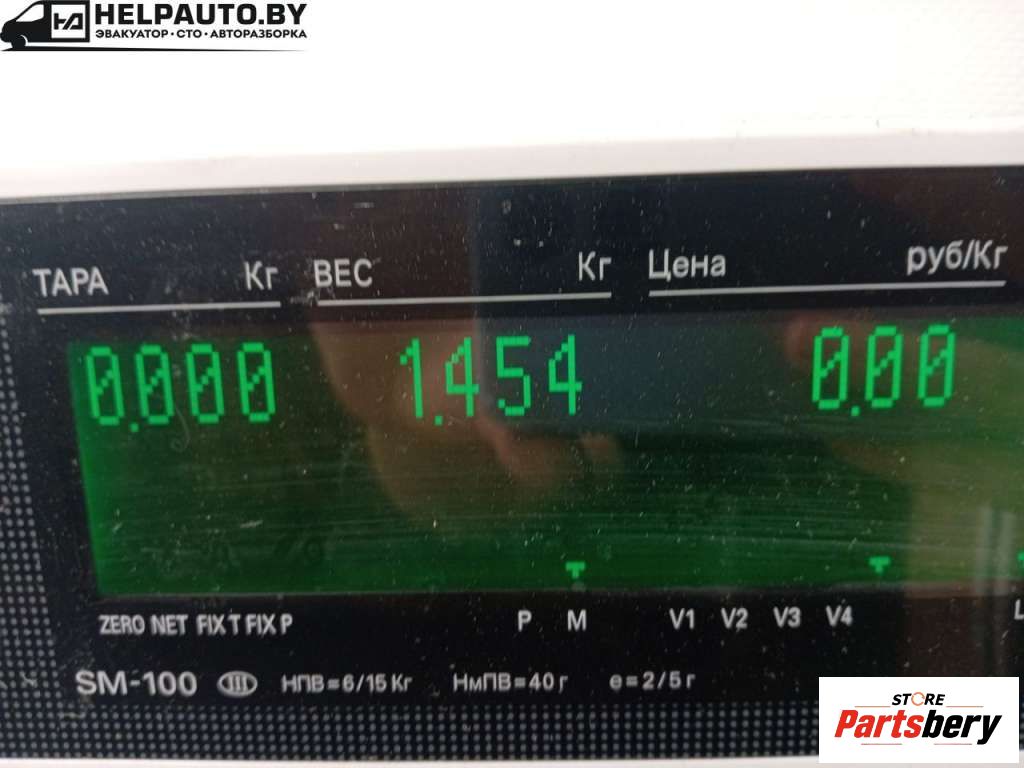 HELPAUTO.BY
ЭВАКУАТОР • СТО • АВТОРАЗБОРКА
ТАРА Кг ВЕС Кг Цена руб/Кг
0.000 1.454 0.00
ZERO NET FIX T FIX P P M V1 V2 V3 V4
SM-100 III НПВ=6/15 Кг НмПВ=40 г e=2/5 г
STORE
Partsbery